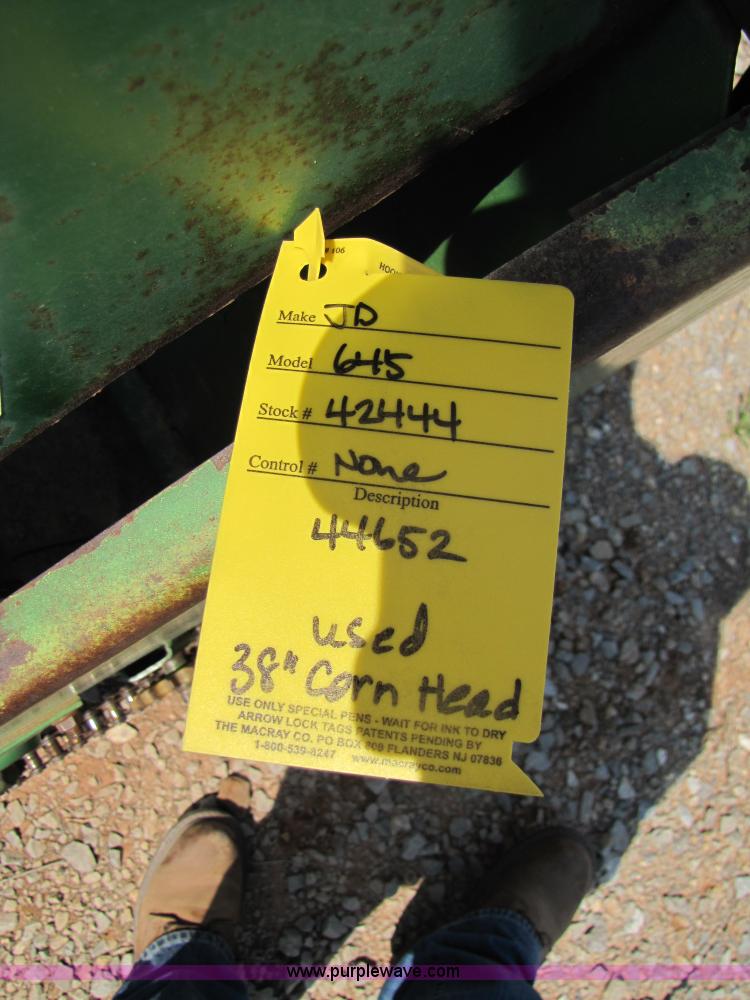 # 106
HOO
Make JD
Model 645
Stock # 42444
Control # None
Description
44652
used
38" Corn Head
USE ONLY SPECIAL PENS - WAIT FOR INK TO DRY
ARROW LOCK TAGS PATENTS PENDING BY
THE MACRAY CO. PO BOX 809 FLANDERS NJ 07836
1-800-539-8247 www.macrayco.com
www.purplewave.com